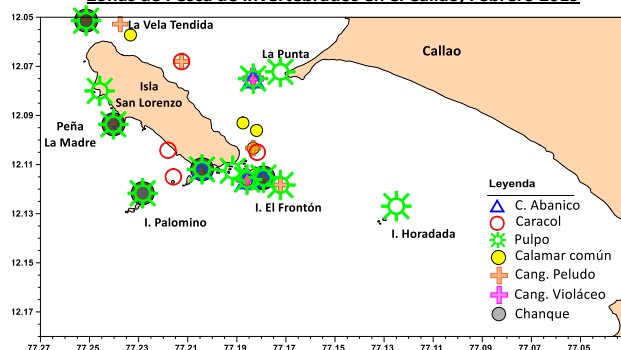 Zonas de Pesca de Invertebrados en el Callao, Febrero 2023
12.05
La Vela Tendida
La Punta
Callao
12.07
Isla
San Lorenzo
12.09
Peña
La Madre
12.11
Leyenda
C. Abanico
I. El Frontón
12.13
Caracol
I. Palomino
I. Horadada
Pulpo
Calamar común
12.15
Cang. Peludo
Cang. Violáceo
12.17
Chanque
77.27 77.25 77.23 77.21 77.19 77.17 77.15 77.13 77.11 77.09 77.07 77.05